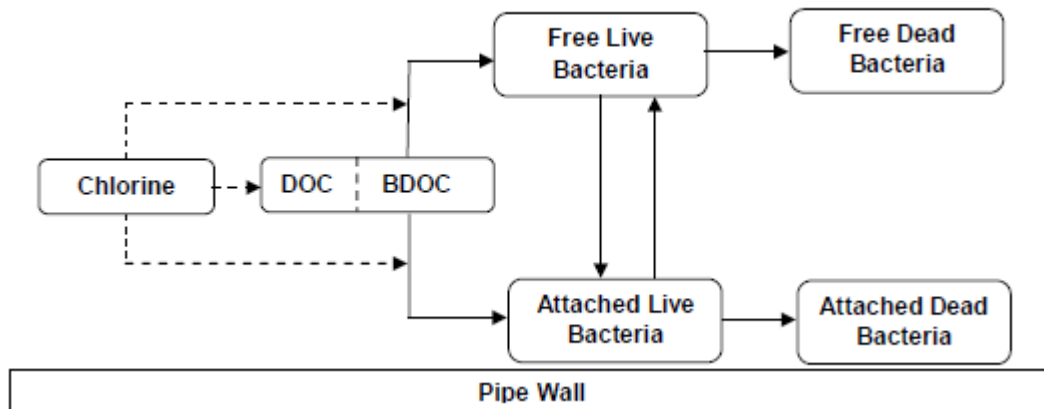 Free Live
Bacteria
Free Dead
Bacteria
Chlorine
DOC
BDOC
Attached Live
Bacteria
Attached Dead
Bacteria
Pipe Wall